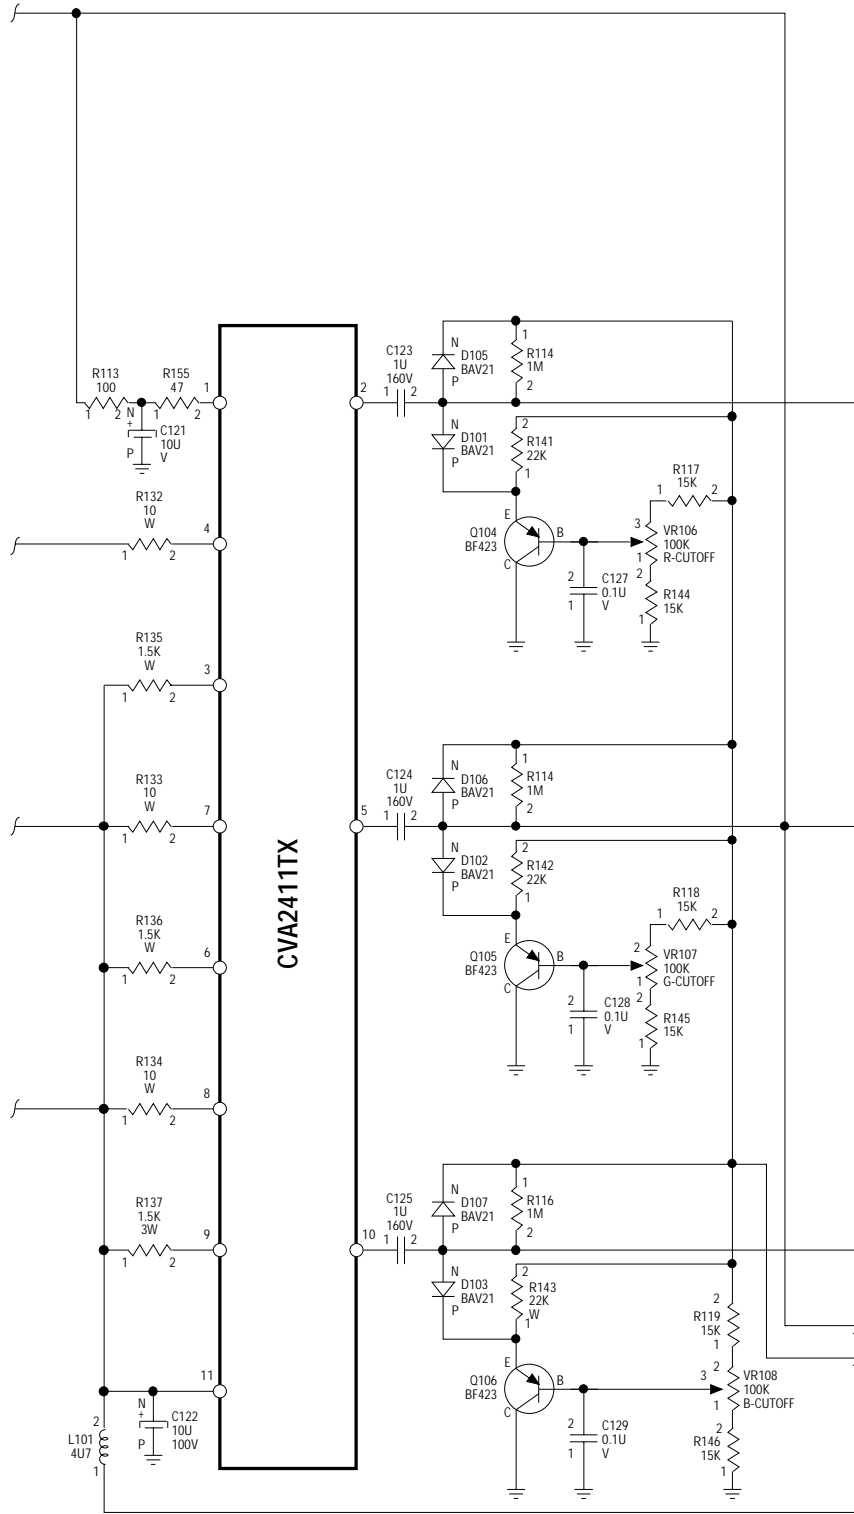 C123
1U
160V
1 2
N
P
D105
BAV21
1
R114
1M
2
R113
100
1 2
R155
47
1 2
1
2
N
+
P
C121
10U
V
N
P
D101
BAV21
2
R141
22K
1
R117
15K
1 2
R132
10
W
1 2
4
E
B
C
Q104
BF423
3
1
VR106
100K
R-CUTOFF
2
1
C127
0.1U
V
2
1
R144
15K
R135
1.5K
W
1 2
3
C124
1U
160V
1 2
N
P
D106
BAV21
1
R114
1M
2
R133
10
W
1 2
7
5
CVA2411TX
N
P
D102
BAV21
2
R142
22K
1
R118
15K
1 2
R136
1.5K
W
1 2
6
E
B
C
Q105
BF423
2
1
VR107
100K
G-CUTOFF
2
1
C128
0.1U
V
2
1
R145
15K
R134
10
W
1 2
8
C125
1U
160V
1 2
N
P
D107
BAV21
1
R116
1M
2
R137
1.5K
3W
1 2
9
10
N
P
D103
BAV21
2
R143
22K
W
1
2
R119
15K
1
11
E
B
C
Q106
BF423
3
2
1
VR108
100K
B-CUTOFF
N
+
P
C122
10U
100V
2
L101
4U7
1
2
1
C129
0.1U
V
2
R146
15K
1